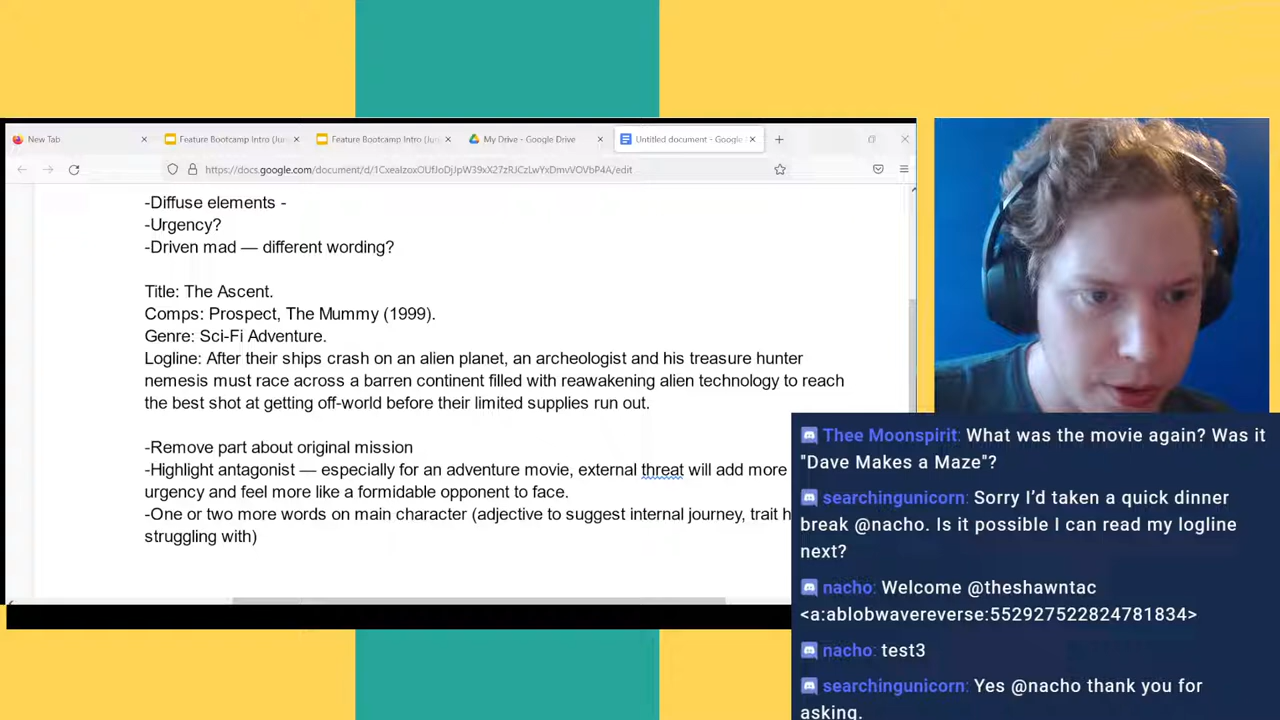 New Tab
Feature Bootcamp Intro (Jun
Feature Bootcamp Intro (Jun
My Drive - Google Drive
Untitled document - Google
https://docs.google.com/document/d/
/edit
-Diffuse elements -
-Urgency?
-Driven mad — different wording?
Title: The Ascent.
Comps: Prospect, The Mummy (1999).
Genre: Sci-Fi Adventure.
Logline: After their ships crash on an alien planet, an archeologist and his treasure hunter
nemesis must race across a barren continent filled with reawakening alien technology to reach
the best shot at getting off-world before their limited supplies run out.
-Remove part about original mission
-Highlight antagonist — especially for an adventure movie, external threat will add more
urgency and feel more like a formidable opponent to face.
-One or two more words on main character (adjective to suggest internal journey, trait h
struggling with)
Thee Moonspirit: What was the movie again? Was it
"Dave Makes a Maze"?
searchingunicorn: Sorry I'd taken a quick dinner
break @nacho. Is it possible I can read my logline
next?
nacho: Welcome @theshawntac
<a:ablobwavereverse:552927522824781834>
nacho: test3
searchingunicorn: Yes @nacho thank you for
asking.